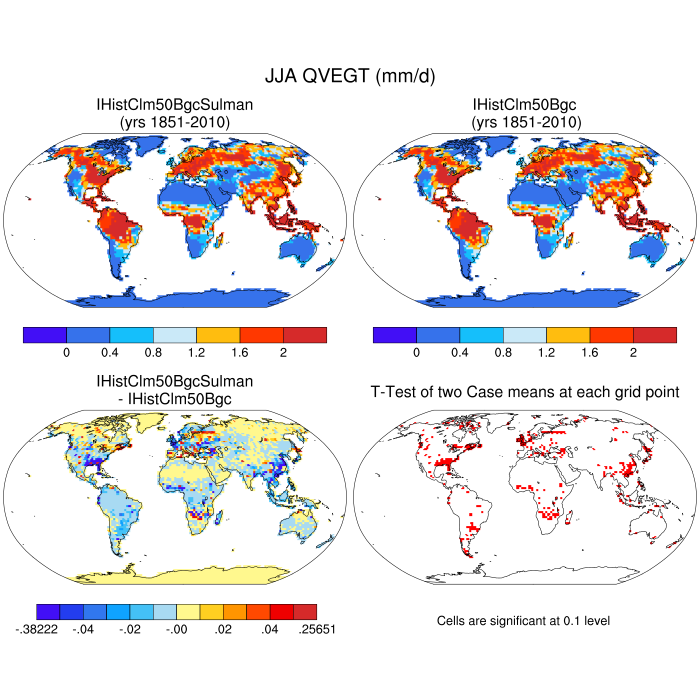 JJA QVEGT (mm/d)
IHistClm50BgcSulman
(yrs 1851-2010)
IHistClm50Bgc
(yrs 1851-2010)
0 0.4 0.8 1.2 1.6 2
0 0.4 0.8 1.2 1.6 2
IHistClm50BgcSulman
- IHistClm50Bgc
T-Test of two Case means at each grid point
-.38222 -.04 -.02 -.00 .02 .04 .25651
Cells are significant at 0.1 level